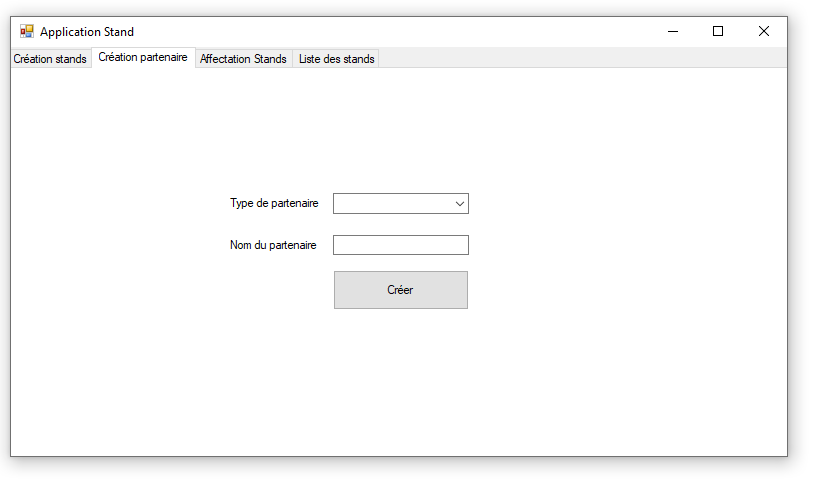 Application Stand
Création stands Création partenaire Affectation Stands Liste des stands
Type de partenaire
Nom du partenaire
Créer